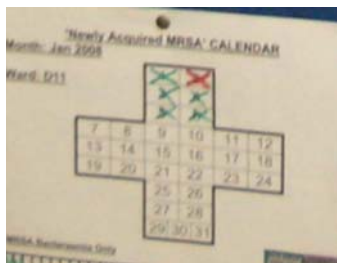 'Newly Acquired MRSA' CALENDAR
Month: Jan 2008
Ward: D11
7 8 9 10 11 12
13 14 15 16 17 18
19 20 21 22 23 24
25 26
27 28
29 30 31
MRSA Bacteraemia Only